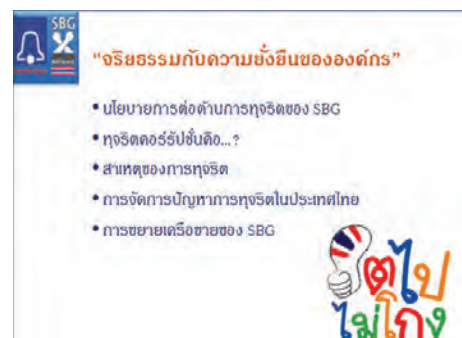 SBG
"จริยธรรมกับความยั่งยืนขององค์กร"
• นโยบายการต่อต้านการทุจริตของ SBG
• ทุจริตคอร์รัปชั่นคือ...?
• สาเหตุของการทุจริต
• การจัดการปัญหาการทุจริตในประเทศไทย
• การขยายเครือข่ายของ SBG
โตไป
ไม่โกง